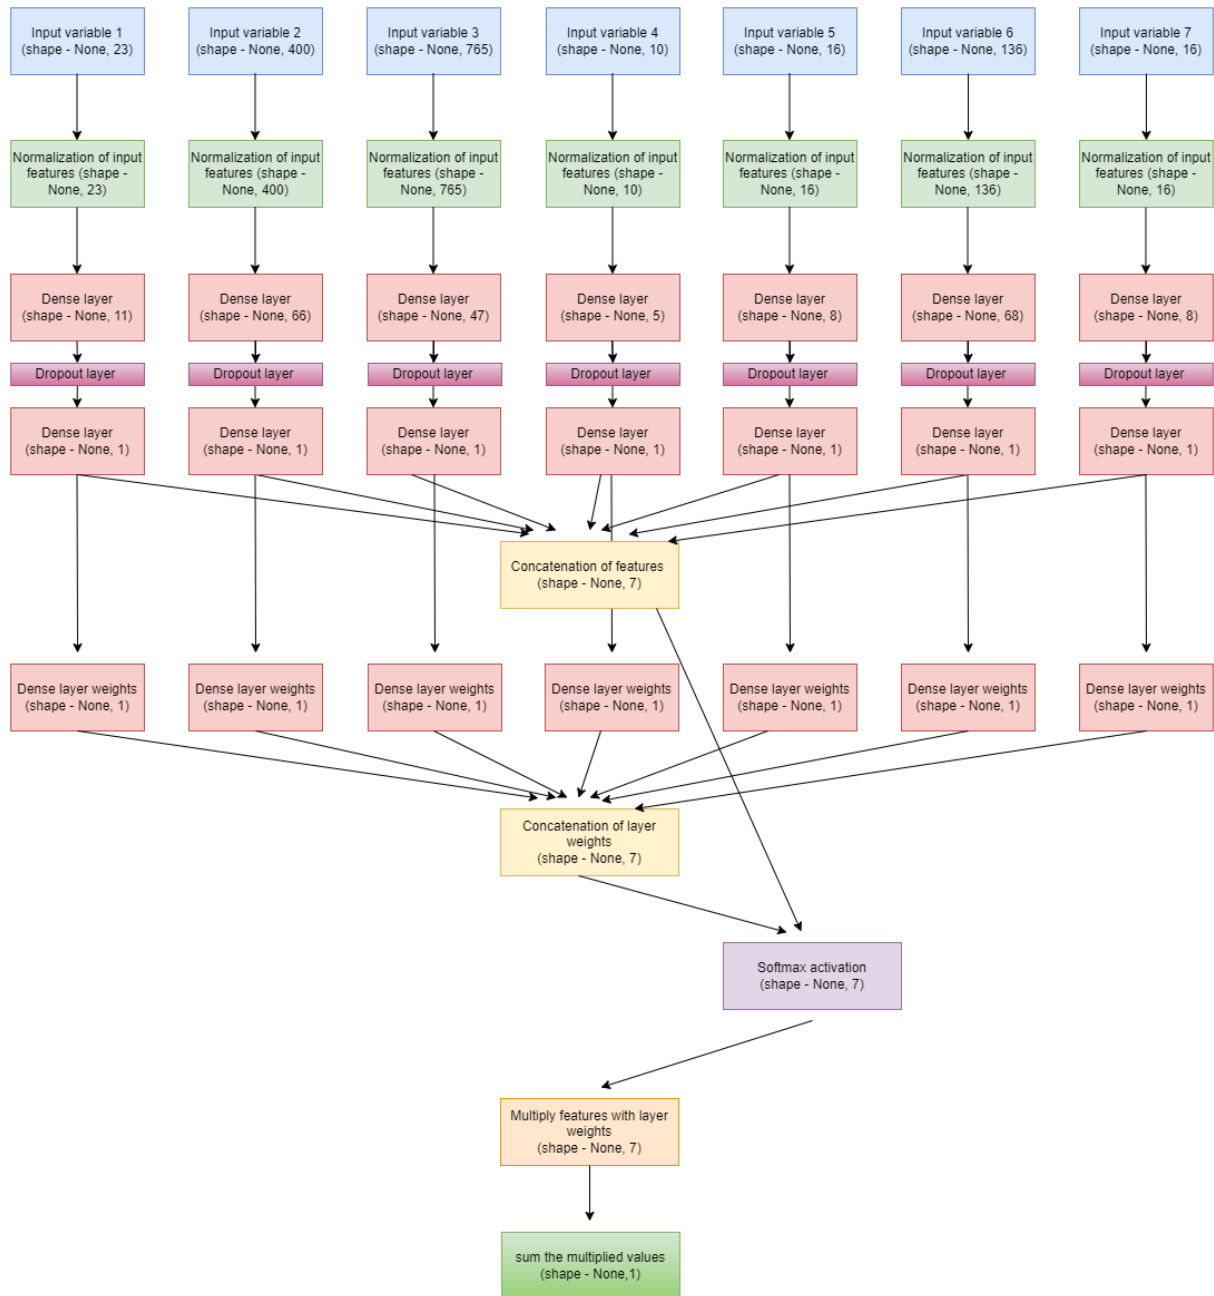 Input variable 1
(shape - None, 23)
Input variable 2
(shape - None, 400)
Input variable 3
(shape - None, 765)
Input variable 4
(shape - None, 10)
Input variable 5
(shape - None, 16)
Input variable 6
(shape - None, 136)
Input variable 7
(shape - None, 16)
Normalization of input
features (shape -
None, 23)
Normalization of input
features (shape -
None, 400)
Normalization of input
features (shape -
None, 765)
Normalization of input
features (shape -
None, 10)
Normalization of input
features (shape -
None, 16)
Normalization of input
features (shape -
None, 136)
Normalization of input
features (shape -
None, 16)
Dense layer
(shape - None, 11)
Dense layer
(shape - None, 66)
Dense layer
(shape - None, 47)
Dense layer
(shape - None, 5)
Dense layer
(shape - None, 8)
Dense layer
(shape - None, 68)
Dense layer
(shape - None, 8)
Dropout layer
Dropout layer
Dropout layer
Dropout layer
Dropout layer
Dropout layer
Dropout layer
Dense layer
(shape - None, 1)
Dense layer
(shape - None, 1)
Dense layer
(shape - None, 1)
Dense layer
(shape - None, 1)
Dense layer
(shape - None, 1)
Dense layer
(shape - None, 1)
Dense layer
(shape - None, 1)
Concatenation of features
(shape - None, 7)
Dense layer weights
(shape - None, 1)
Dense layer weights
(shape - None, 1)
Dense layer weights
(shape - None, 1)
Dense layer weights
(shape - None, 1)
Dense layer weights
(shape - None, 1)
Dense layer weights
(shape - None, 1)
Dense layer weights
(shape - None, 1)
Concatenation of layer
weights
(shape - None, 7)
Softmax activation
(shape - None, 7)
Multiply features with layer
weights
(shape - None, 7)
sum the multiplied values
(shape - None,1)